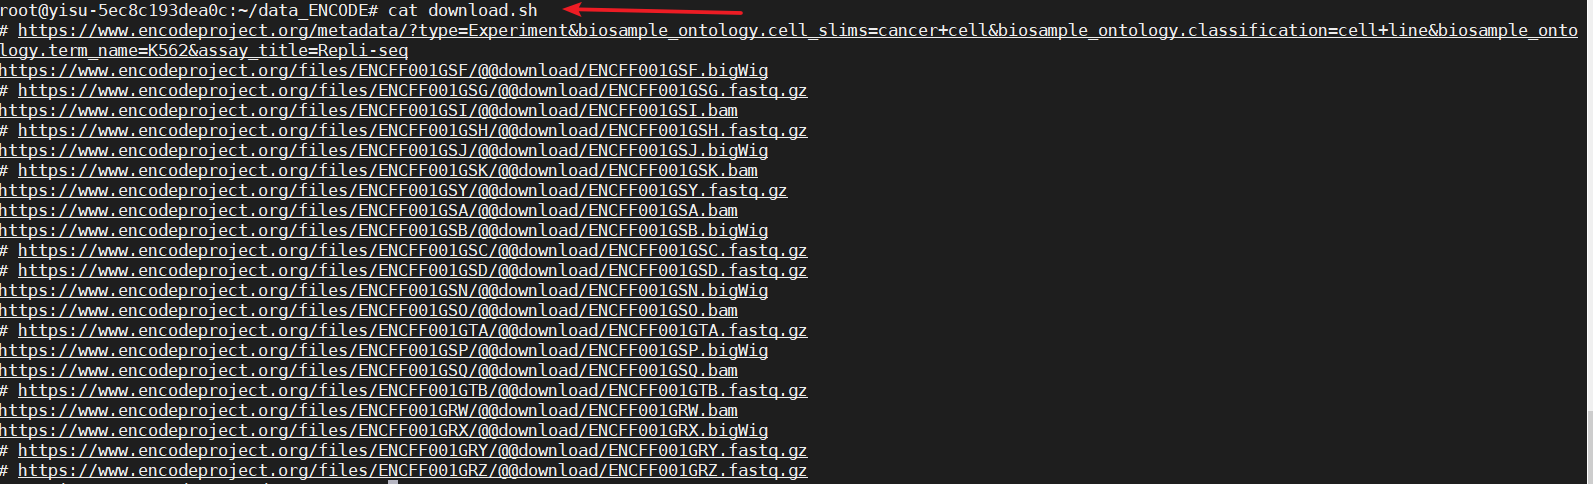 root@yisu-5ec8c193dea0c:~/data_ENCODE# cat download.sh
# https://www.encodeproject.org/metadata/?type=Experiment&biosample_ontology.cell_slims=cancer+cell&biosample_ontology.classification=cell+line&biosample_onto
logy.term_name=K562&assay_title=Repli-seq
https://www.encodeproject.org/files/ENCFF001GSF/@@download/ENCFF001GSF.bigWig
# https://www.encodeproject.org/files/ENCFF001GSG/@@download/ENCFF001GSG.fastq.gz
https://www.encodeproject.org/files/ENCFF001GSI/@@download/ENCFF001GSI.bam
# https://www.encodeproject.org/files/ENCFF001GSH/@@download/ENCFF001GSH.fastq.gz
https://www.encodeproject.org/files/ENCFF001GSJ/@@download/ENCFF001GSJ.bigWig
# https://www.encodeproject.org/files/ENCFF001GSK/@@download/ENCFF001GSK.bam
https://www.encodeproject.org/files/ENCFF001GSY/@@download/ENCFF001GSY.fastq.gz
https://www.encodeproject.org/files/ENCFF001GSA/@@download/ENCFF001GSA.bam
https://www.encodeproject.org/files/ENCFF001GSB/@@download/ENCFF001GSB.bigWig
# https://www.encodeproject.org/files/ENCFF001GSC/@@download/ENCFF001GSC.fastq.gz
# https://www.encodeproject.org/files/ENCFF001GSD/@@download/ENCFF001GSD.fastq.gz
https://www.encodeproject.org/files/ENCFF001GSN/@@download/ENCFF001GSN.bigWig
https://www.encodeproject.org/files/ENCFF001GSO/@@download/ENCFF001GSO.bam
# https://www.encodeproject.org/files/ENCFF001GTA/@@download/ENCFF001GTA.fastq.gz
https://www.encodeproject.org/files/ENCFF001GSP/@@download/ENCFF001GSP.bigWig
https://www.encodeproject.org/files/ENCFF001GSQ/@@download/ENCFF001GSQ.bam
# https://www.encodeproject.org/files/ENCFF001GTB/@@download/ENCFF001GTB.fastq.gz
https://www.encodeproject.org/files/ENCFF001GRW/@@download/ENCFF001GRW.bam
https://www.encodeproject.org/files/ENCFF001GRX/@@download/ENCFF001GRX.bigWig
# https://www.encodeproject.org/files/ENCFF001GRY/@@download/ENCFF001GRY.fastq.gz
# https://www.encodeproject.org/files/ENCFF001GRZ/@@download/ENCFF001GRZ.fastq.gz